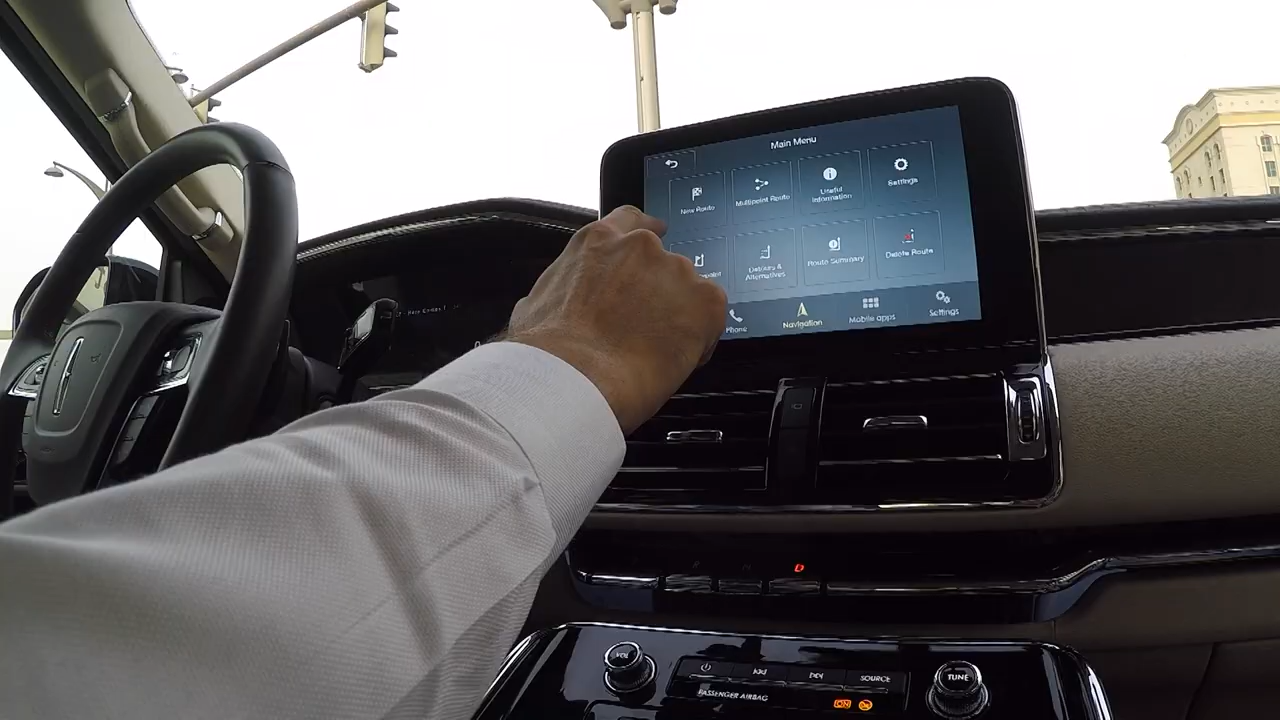 Main Menu
New Route
Multipoint Route
Useful
Information
Settings
Detours &
Alternatives
Route Summary
Delete Route
Phone
Navigation
Mobile apps
Settings
D
VOL
SOURCE
TUNE
PASSENGER AIRBAG
ON